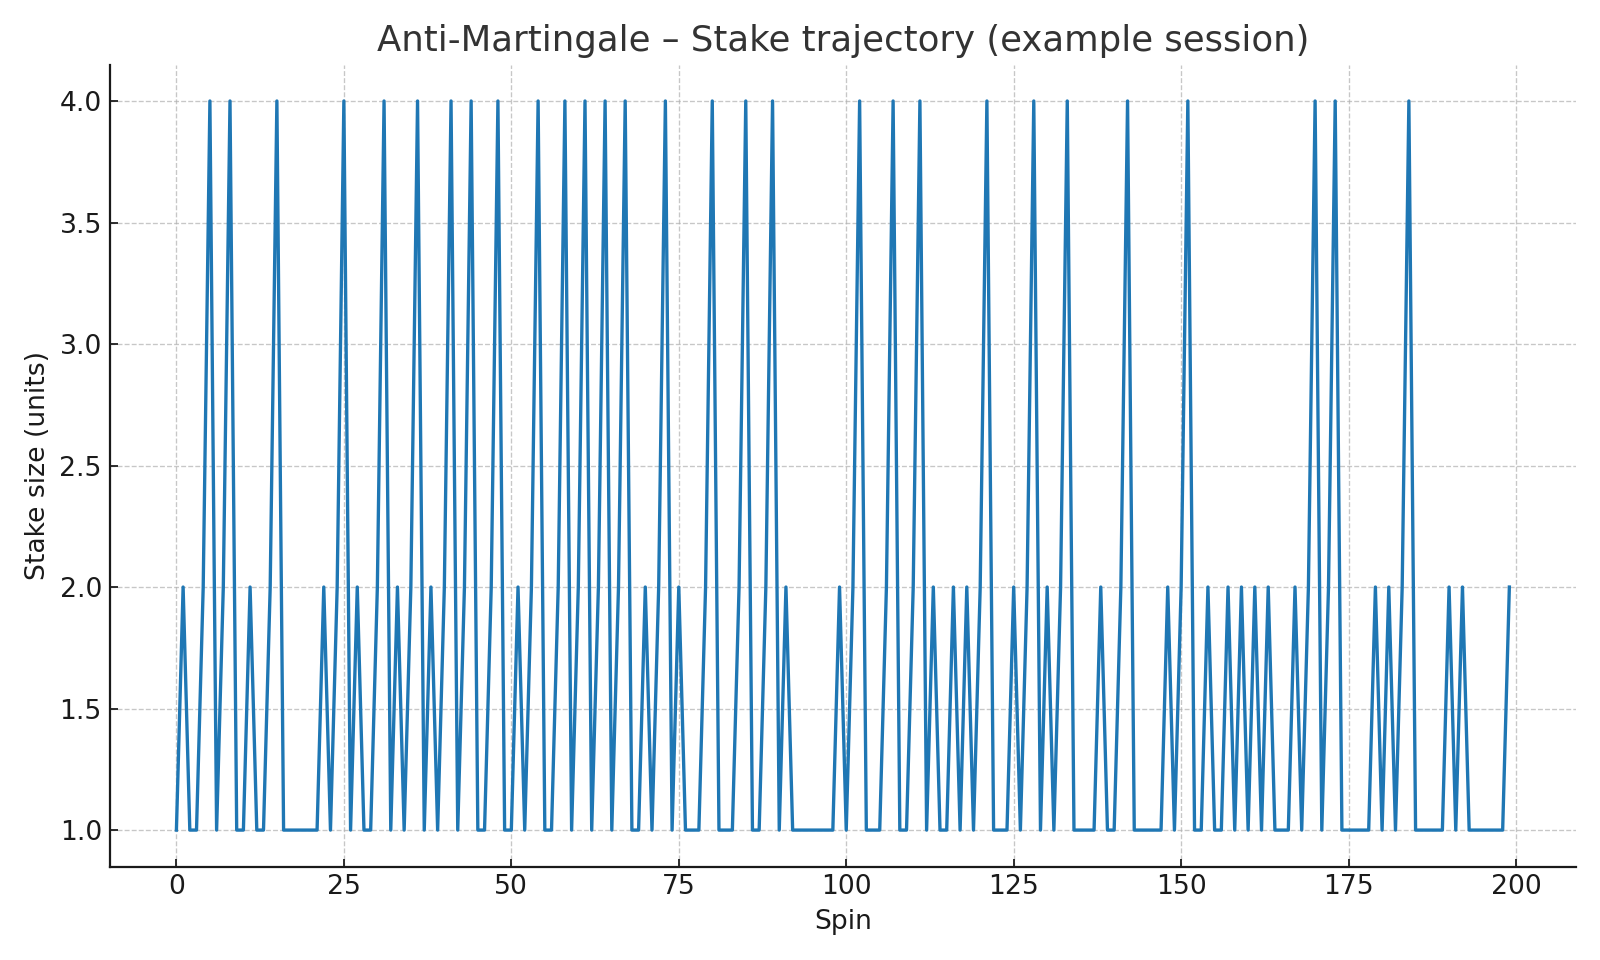 Anti-Martingale – Stake trajectory (example session)
Stake size (units)
4.0
3.5
3.0
2.5
2.0
1.5
1.0
0 25 50 75 100 125 150 175 200
Spin